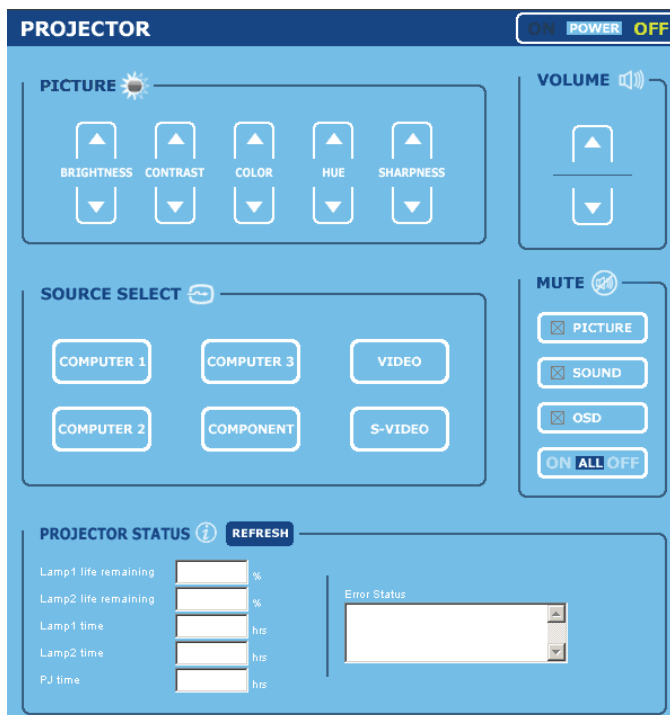 PROJECTOR
ON POWER OFF
PICTURE
VOLUME
BRIGHTNESS CONTRAST COLOR HUE SHARPNESS
SOURCE SELECT
MUTE
COMPUTER 1 COMPUTER 3 VIDEO
COMPUTER 2 COMPONENT S-VIDEO
PICTURE
SOUND
OSD
ON ALL OFF
PROJECTOR STATUS REFRESH
Lamp1 life remaining %
Lamp2 life remaining %
Lamp1 time hrs
Lamp2 time hrs
PJ time hrs
Error Status